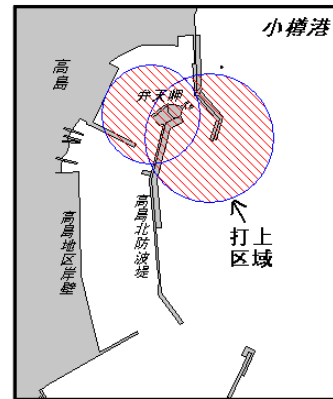 小樽港
高島
弁天岬
高島北防波堤
高島地区岸壁
打上
区域